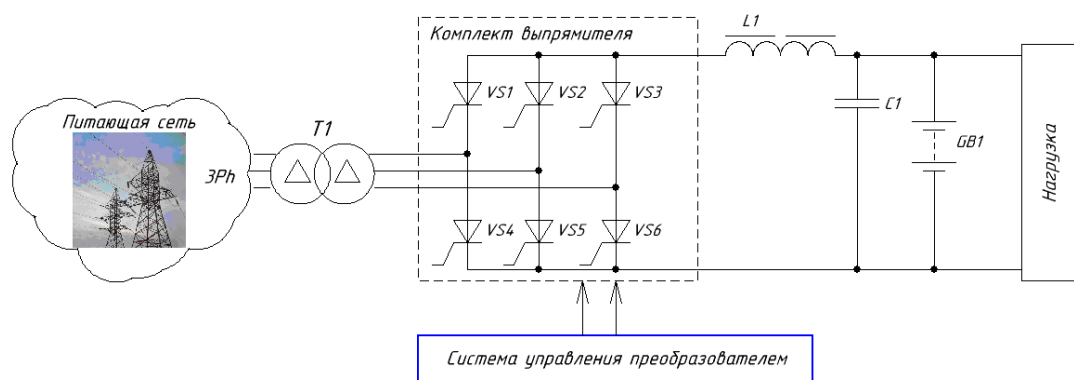 Комплект выпрямителя
L1
VS1
VS2
VS3
C1
GB1
Нагрузка
Питающая сеть
3Ph
T1
VS4
VS5
VS6
Система управления преобразователем